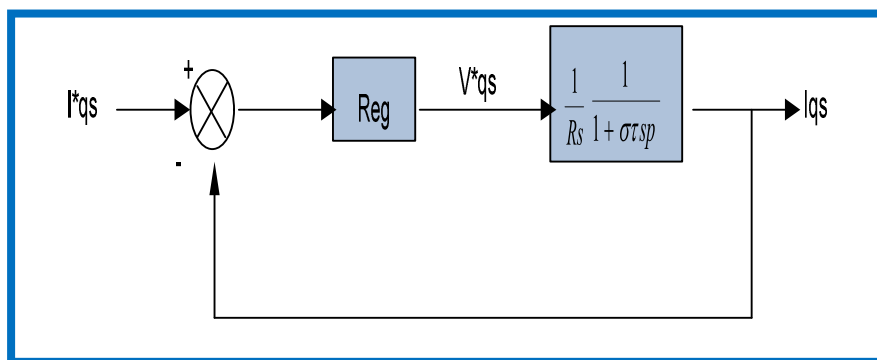 +
I*qs
-
Reg
V*qs
1 1
Rs 1 + στsp
Iqs